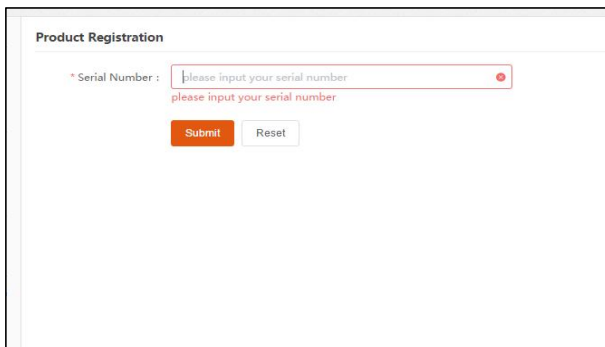 Product Registration
* Serial Number : please input your serial number
please input your serial number
Submit Reset